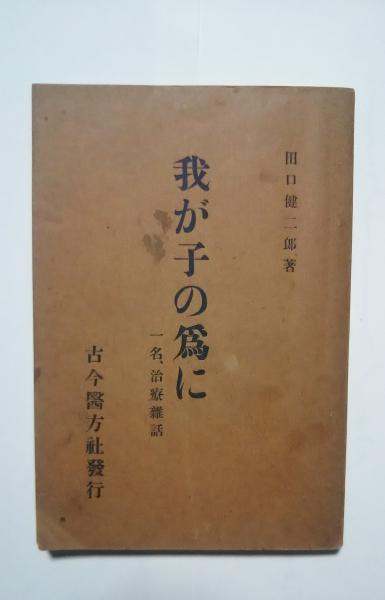 田口健二郎著
我が子の爲に
一名、治療雜話
古今醫方社發行